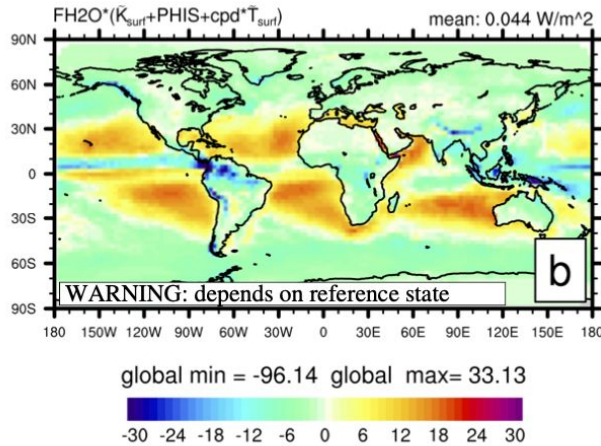 FH2O*(K̃surf+PHIS+cpd*T̃surf) mean: 0.044 W/m^2
90N
60N
30N
0
30S
60S
90S
WARNING: depends on reference state
b
180 150W 120W 90W 60W 30W 0 30E 60E 90E 120E 150E 180
global min = -96.14 global max= 33.13
-30 -24 -18 -12 -6 0 6 12 18 24 30